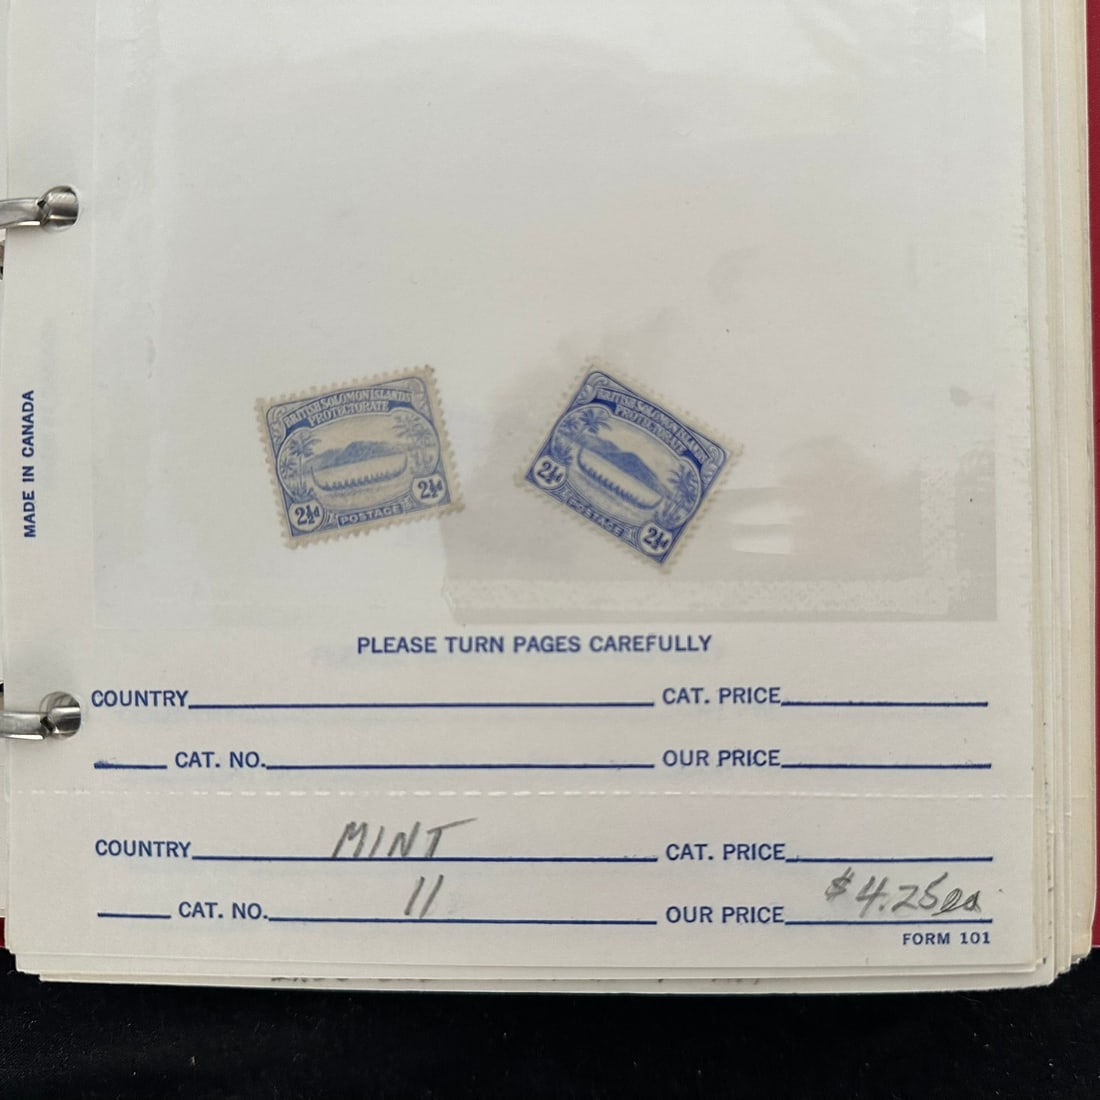 MADE IN CANADA
BRITISH SOLOMON ISLANDS
PROTECTORATE
2½d
2½d
POSTAGE
BRITISH SOLOMON ISLANDS
PROTECTORATE
2½d
2½d
POSTAGE
PLEASE TURN PAGES CAREFULLY
COUNTRY CAT. PRICE
CAT. NO. OUR PRICE
COUNTRY MINT CAT. PRICE
CAT. NO. 11 OUR PRICE $4.25 ea
FORM 101